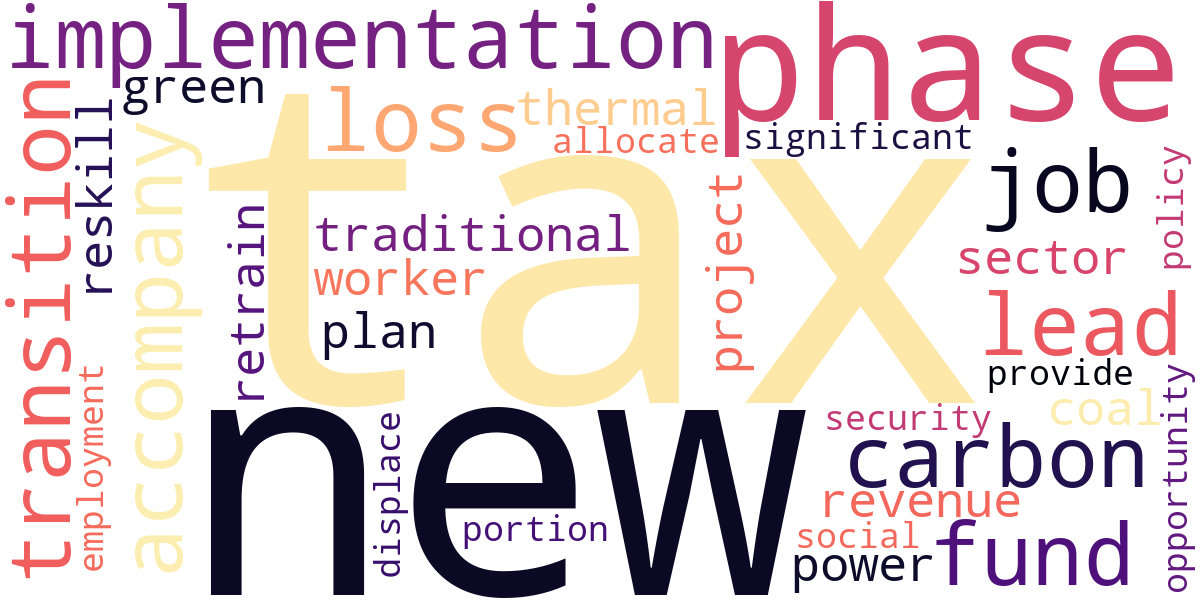 implementation
phase
green
loss
thermal
allocate
significant
transition
reskill
accompany
tax
job
policy
retrain
traditional
worker
plan
project
sector
lead
provide
coal
employment
new
displace
portion
security
carbon
revenue
social
power
fund
opportunity